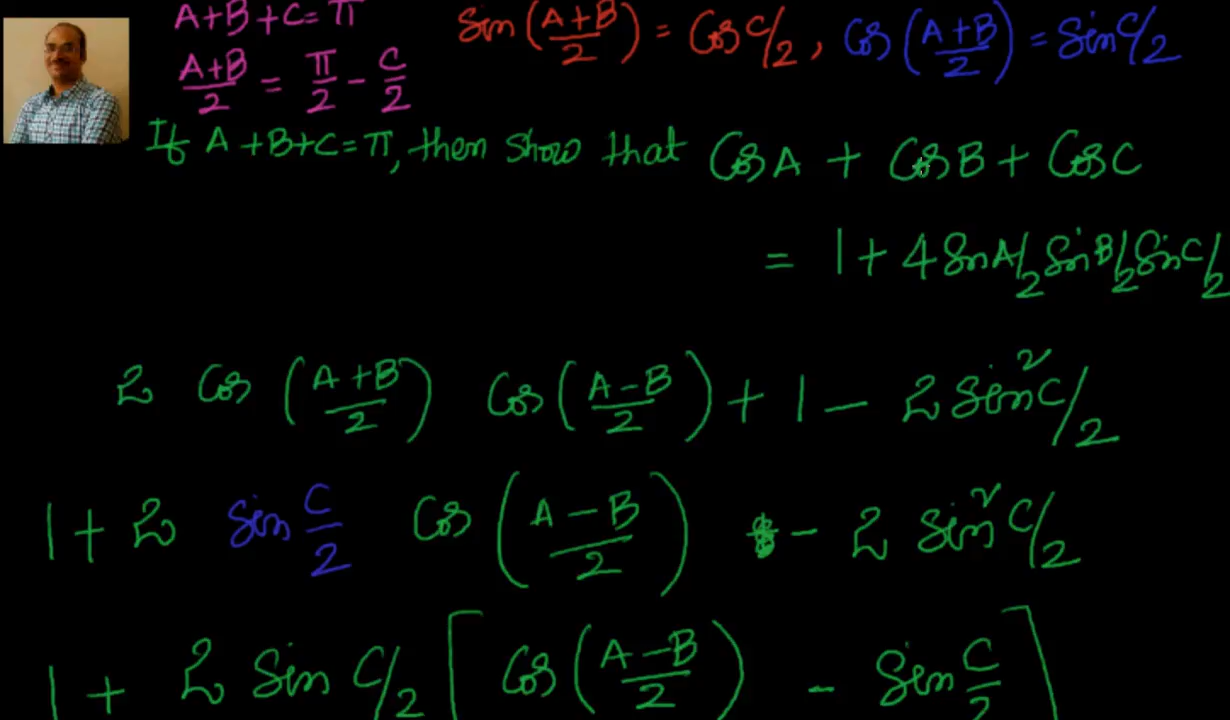 A+B+C=π
Sin(A+B/2) = Cos C/2, Cos(A+B/2) = Sin C/2
A+B/2 = π/2 - C/2
If A+B+C=π, then show that Cos A + Cos B + Cos C
= 1 + 4 Sin A/2 Sin B/2 Sin C/2
2 Cos (A+B/2) Cos (A-B/2) + 1 - 2 Sin² C/2
1 + 2 Sin C/2 Cos (A-B/2) - 2 Sin² C/2
1 + 2 Sin C/2 [ Cos (A-B/2) - Sin C/2 ]